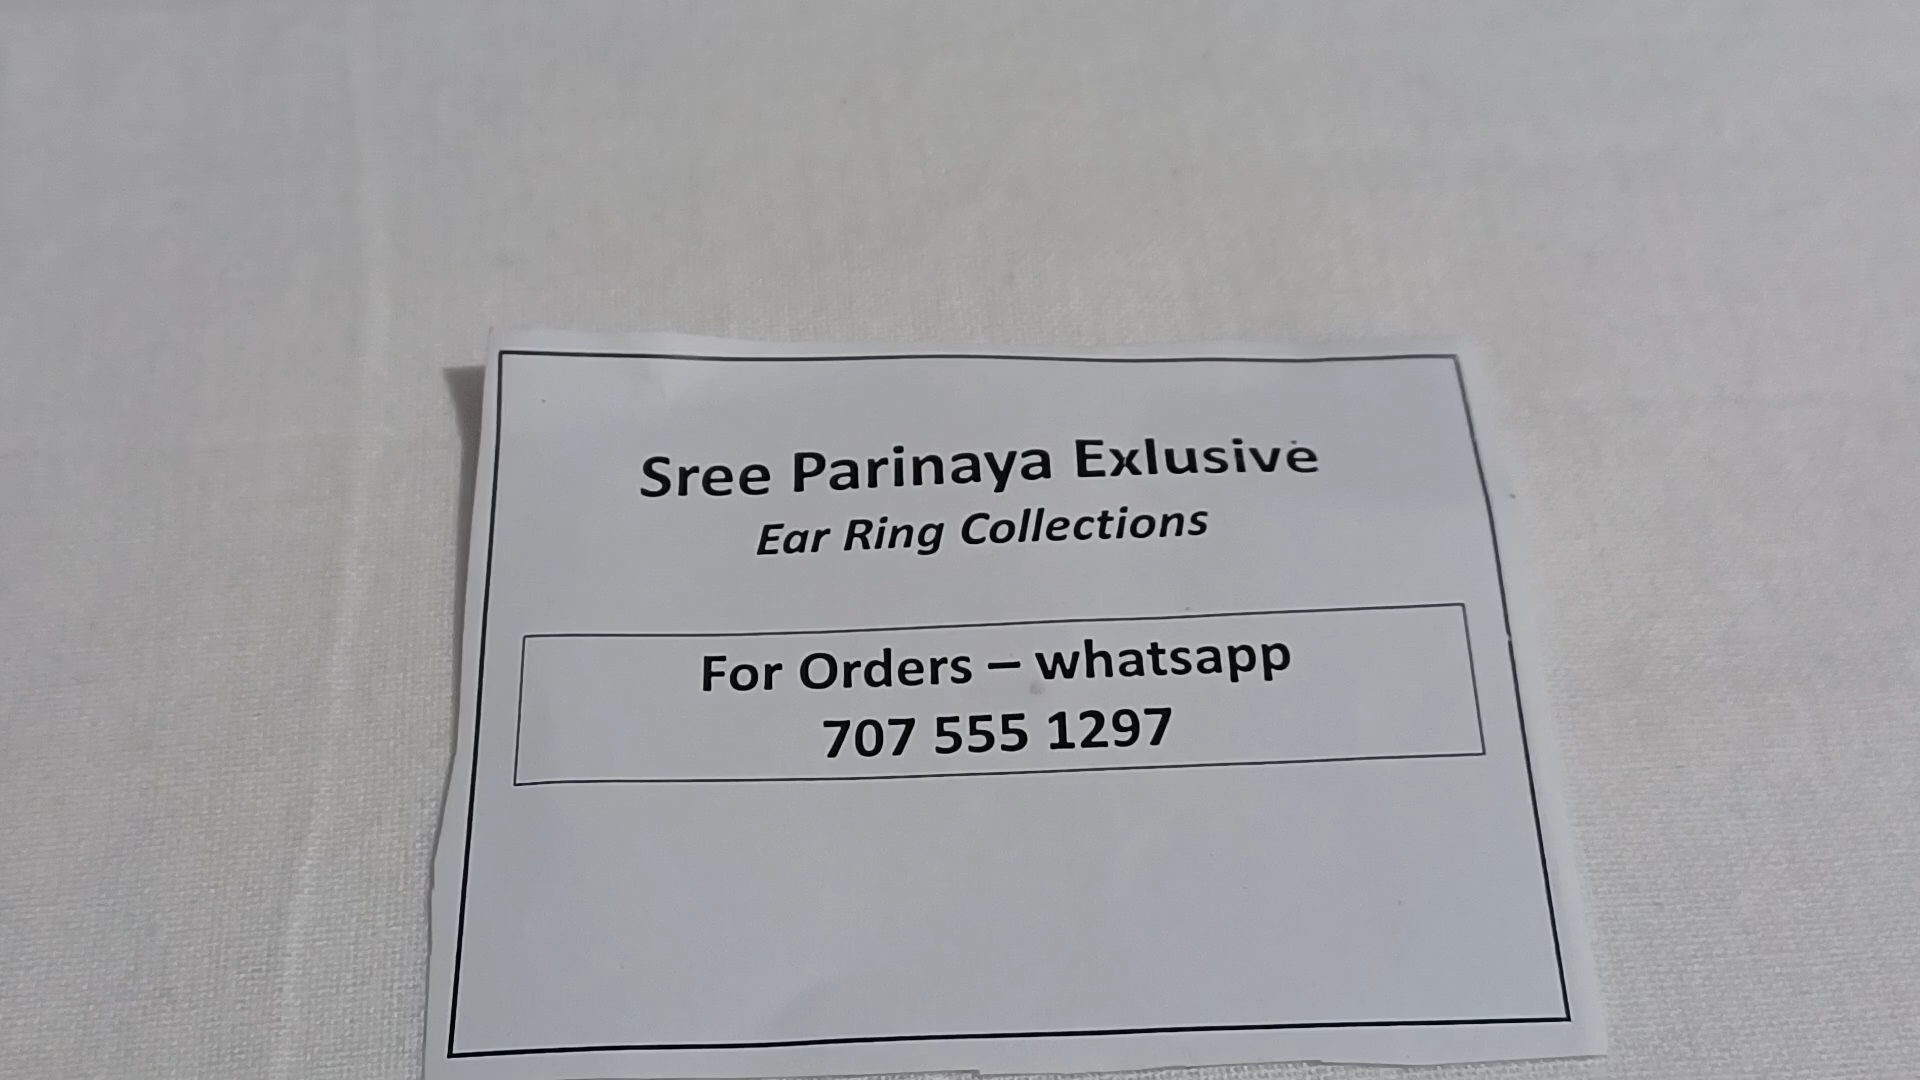 Sree Parinaya Exlusive
Ear Ring Collections
For Orders – whatsapp
707 555 1297